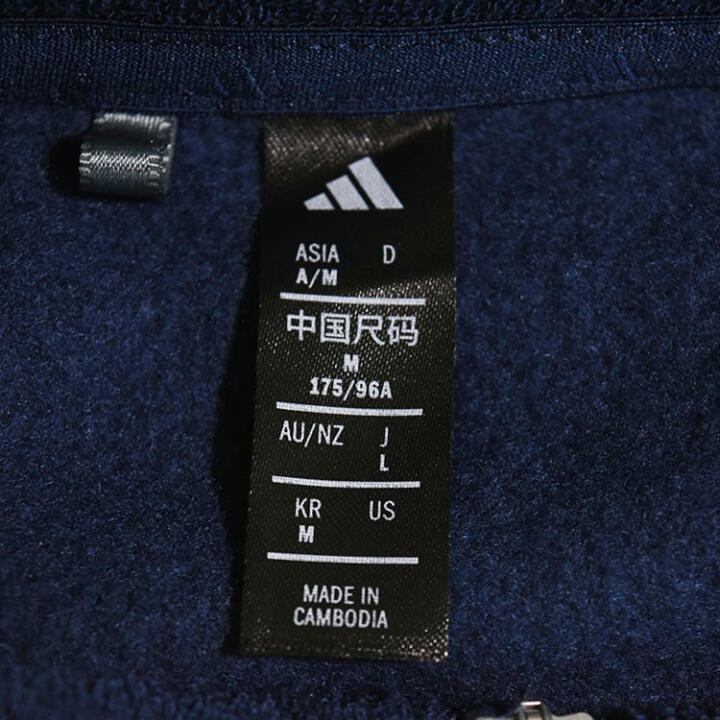 ASIA D
A/M
中国尺码
M
175/96A
AU/NZ J
L
KR US
M
MADE IN
CAMBODIA